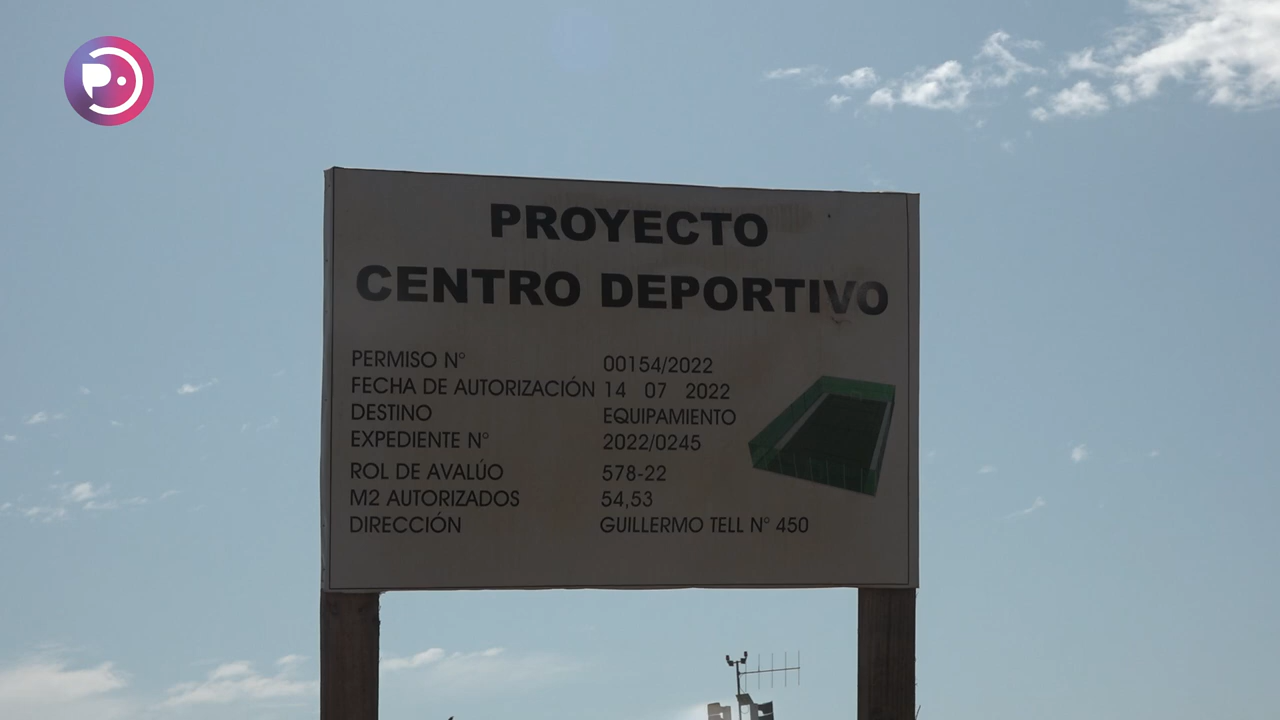 PROYECTO
CENTRO DEPORTIVO
PERMISO N° 00154/2022
FECHA DE AUTORIZACIÓN 14 07 2022
DESTINO EQUIPAMIENTO
EXPEDIENTE N° 2022/0245
ROL DE AVALÚO 578-22
M2 AUTORIZADOS 54,53
DIRECCIÓN GUILLERMO TELL N° 450